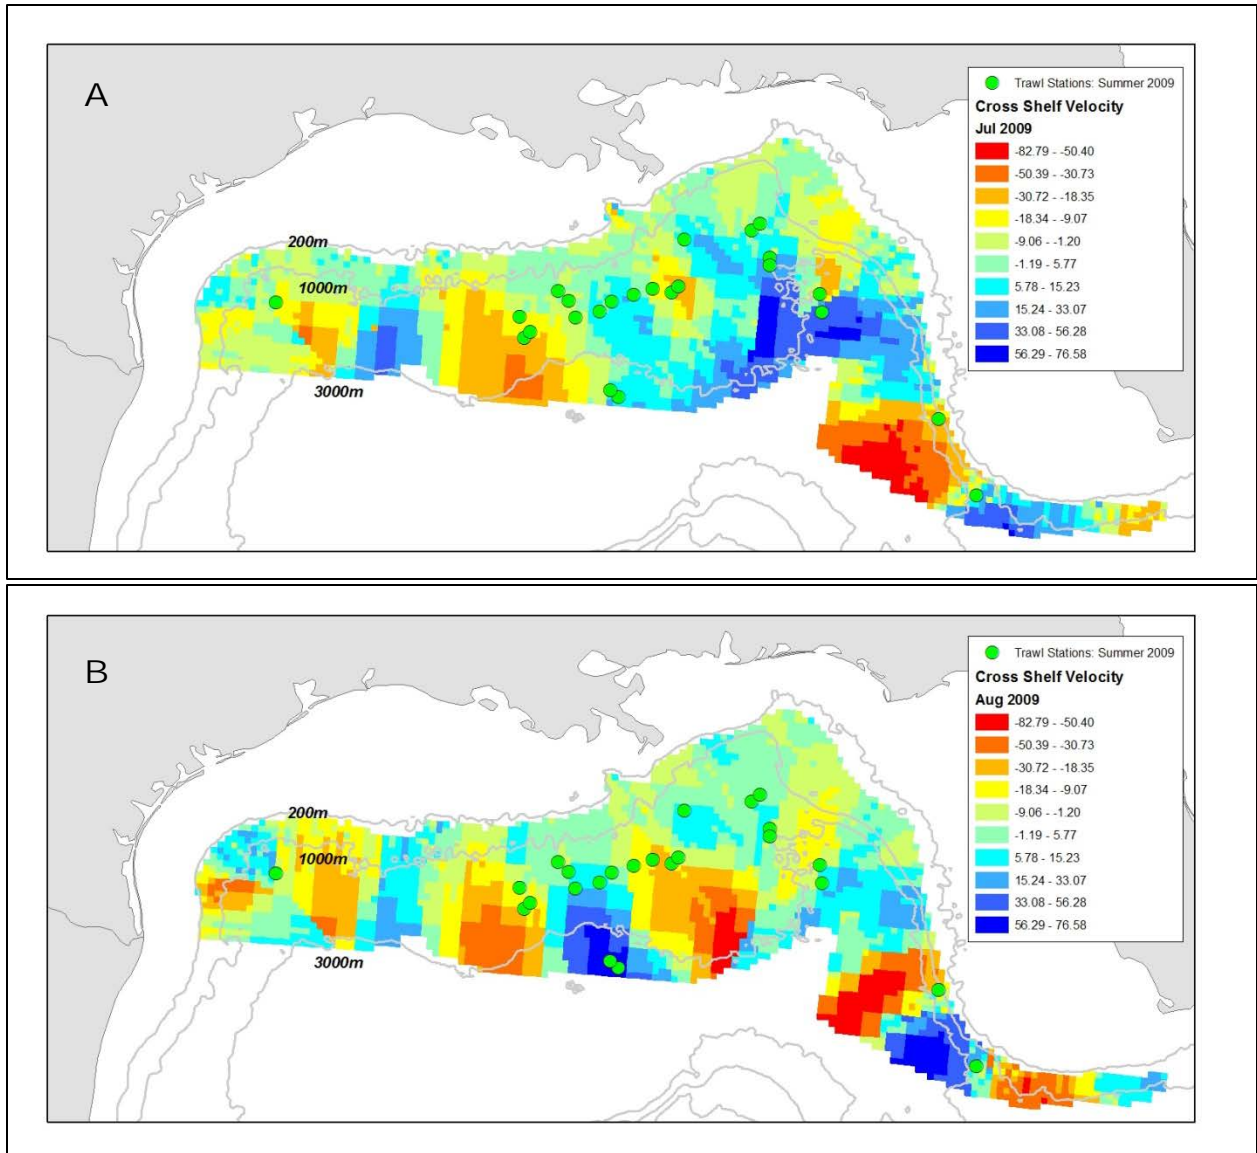 A
Trawl Stations: Summer 2009
Cross Shelf Velocity
Jul 2009
-82.79 - -50.40
-50.39 - -30.73
-30.72 - -18.35
-18.34 - -9.07
-9.06 - -1.20
-1.19 - 5.77
5.78 - 15.23
15.24 - 33.07
33.08 - 56.28
56.29 - 76.58
200m
1000m
3000m
B
Trawl Stations: Summer 2009
Cross Shelf Velocity
Aug 2009
-82.79 - -50.40
-50.39 - -30.73
-30.72 - -18.35
-18.34 - -9.07
-9.06 - -1.20
-1.19 - 5.77
5.78 - 15.23
15.24 - 33.07
33.08 - 56.28
56.29 - 76.58
200m
1000m
3000m